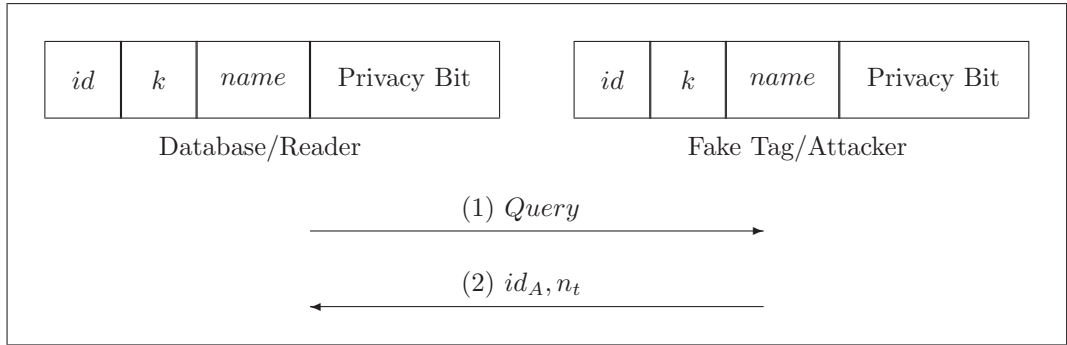 id k name Privacy Bit id k name Privacy Bit
Database/Reader Fake Tag/Attacker
(1) Query
(2) id_A, n_t